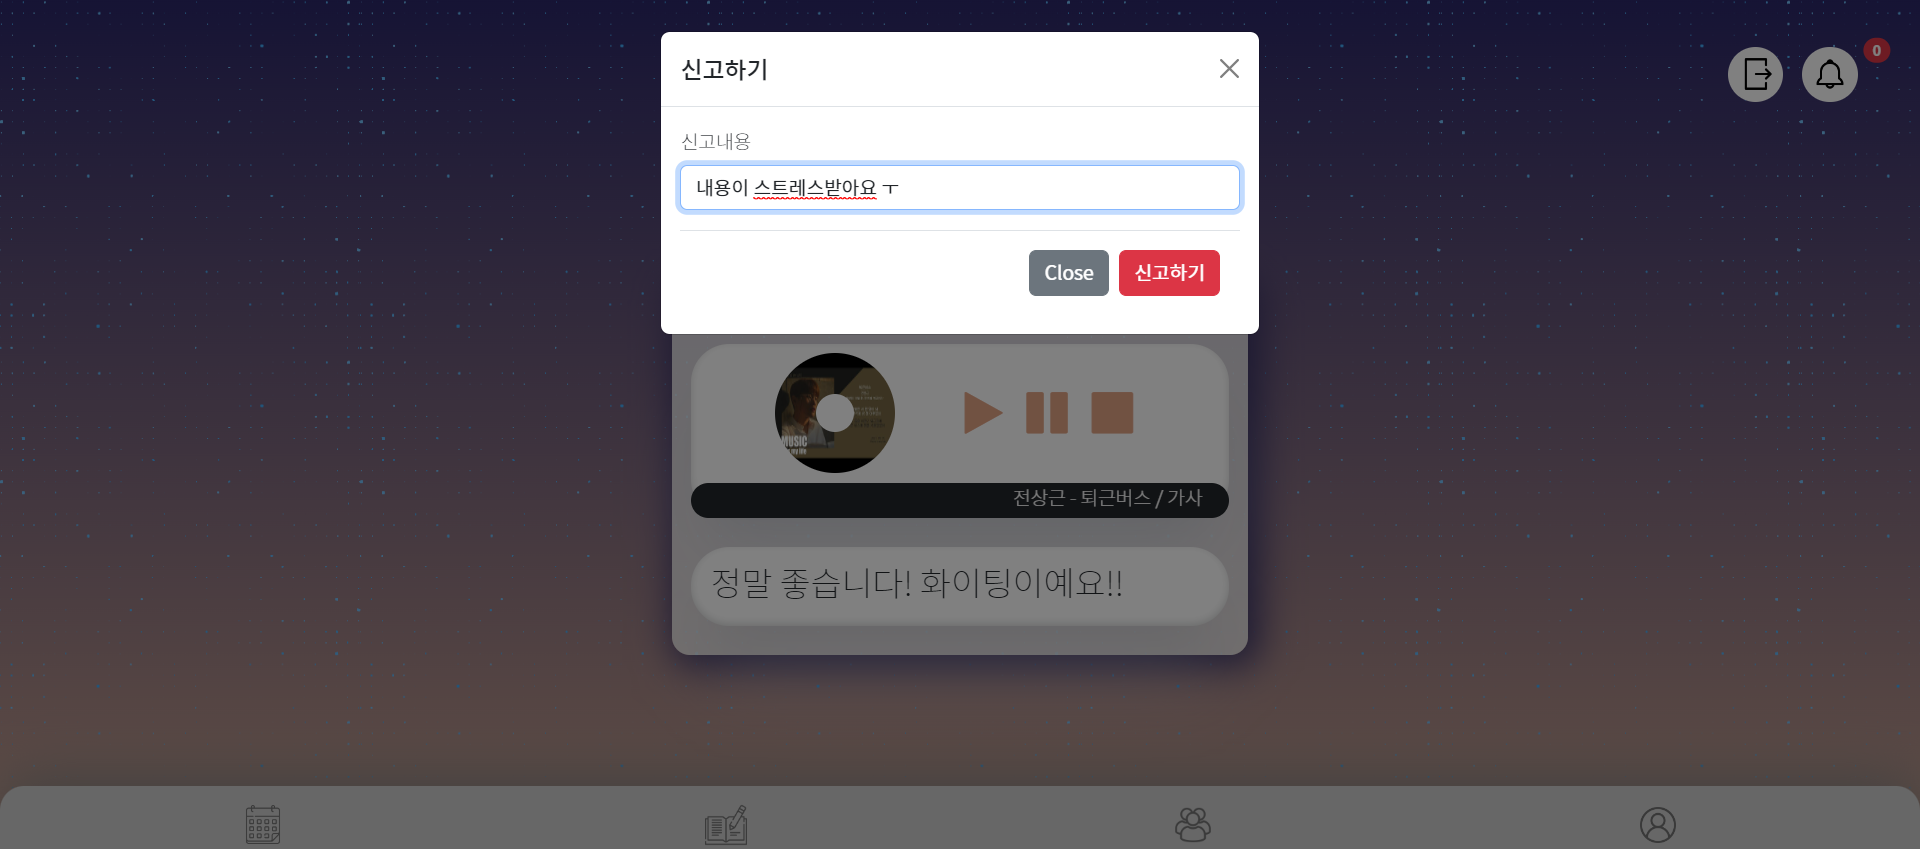 신고하기
0
신고내용
내용이 스트레스받아요 ㅜ
Close 신고하기
MUSIC
전상근 - 퇴근버스 / 가사
정말 좋습니다! 화이팅이예요!!